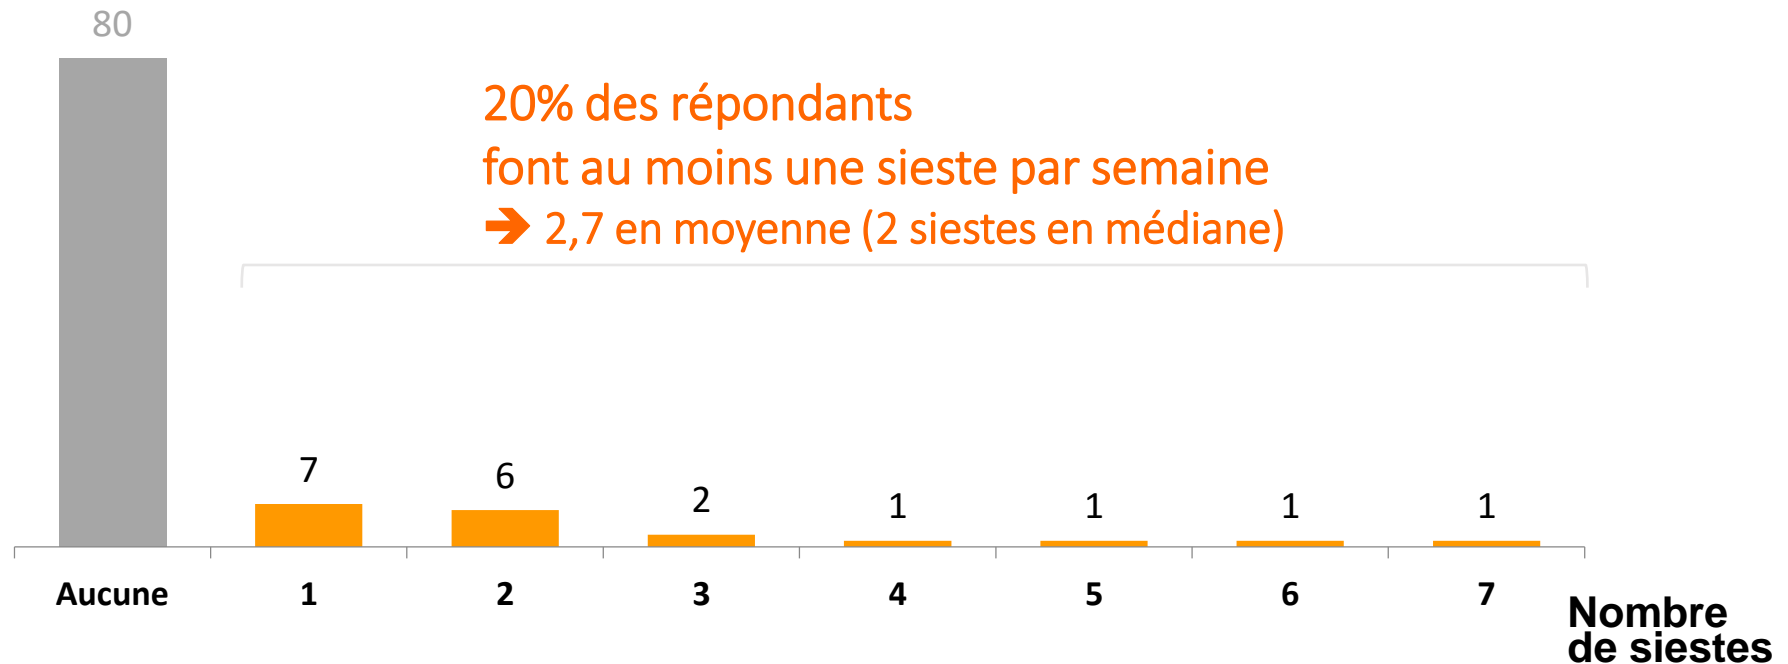 80
20% des répondants
font au moins une sieste par semaine
➔ 2,7 en moyenne (2 siestes en médiane)
7
6
2
1
1
1
1
Aucune
1
2
3
4
5
6
7
Nombre
de siestes